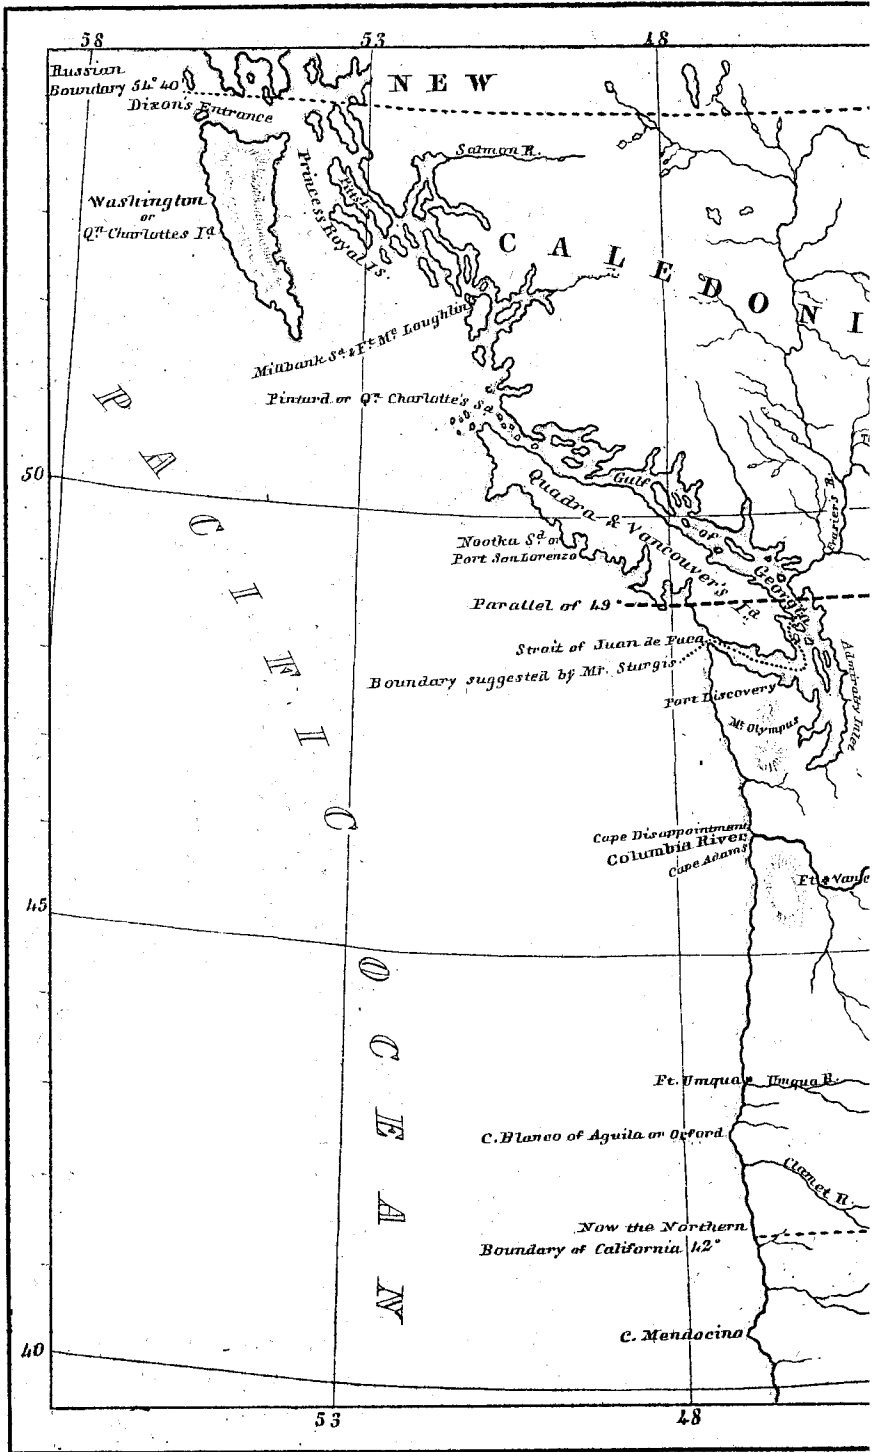 58 53 48
Russian
Boundary 54° 40
NEW
Dixon's Entrance
Salmon R.
Washington
or
Qn. Charlottes Id.
Princess Royal Is.
Pitt I.
CALEDONI
Millbank Sd. & Ft. Mc. Loughlin
Pintard or Qn. Charlotte's Sd.
PACIFIC
50
Gulf
of
Georgia
Quadra & Vancouver's Id.
Frazier's R.
Nootka Sd. or
Port San Lorenzo
Parallel of 49°
Strait of Juan de Fuca
Boundary suggested by Mr. Sturgis
Port Discovery
Admiralty Inlet
Mt. Olympus
Cape Disappointment
Columbia River
Cape Adams
Ft. Vanc
45
OCEAN
Ft. Umqua
Umqua R.
C. Blanco of Aguila or Orford
Clamet R.
Now the Northern
Boundary of California 42°
C. Mendocino
40
53 48